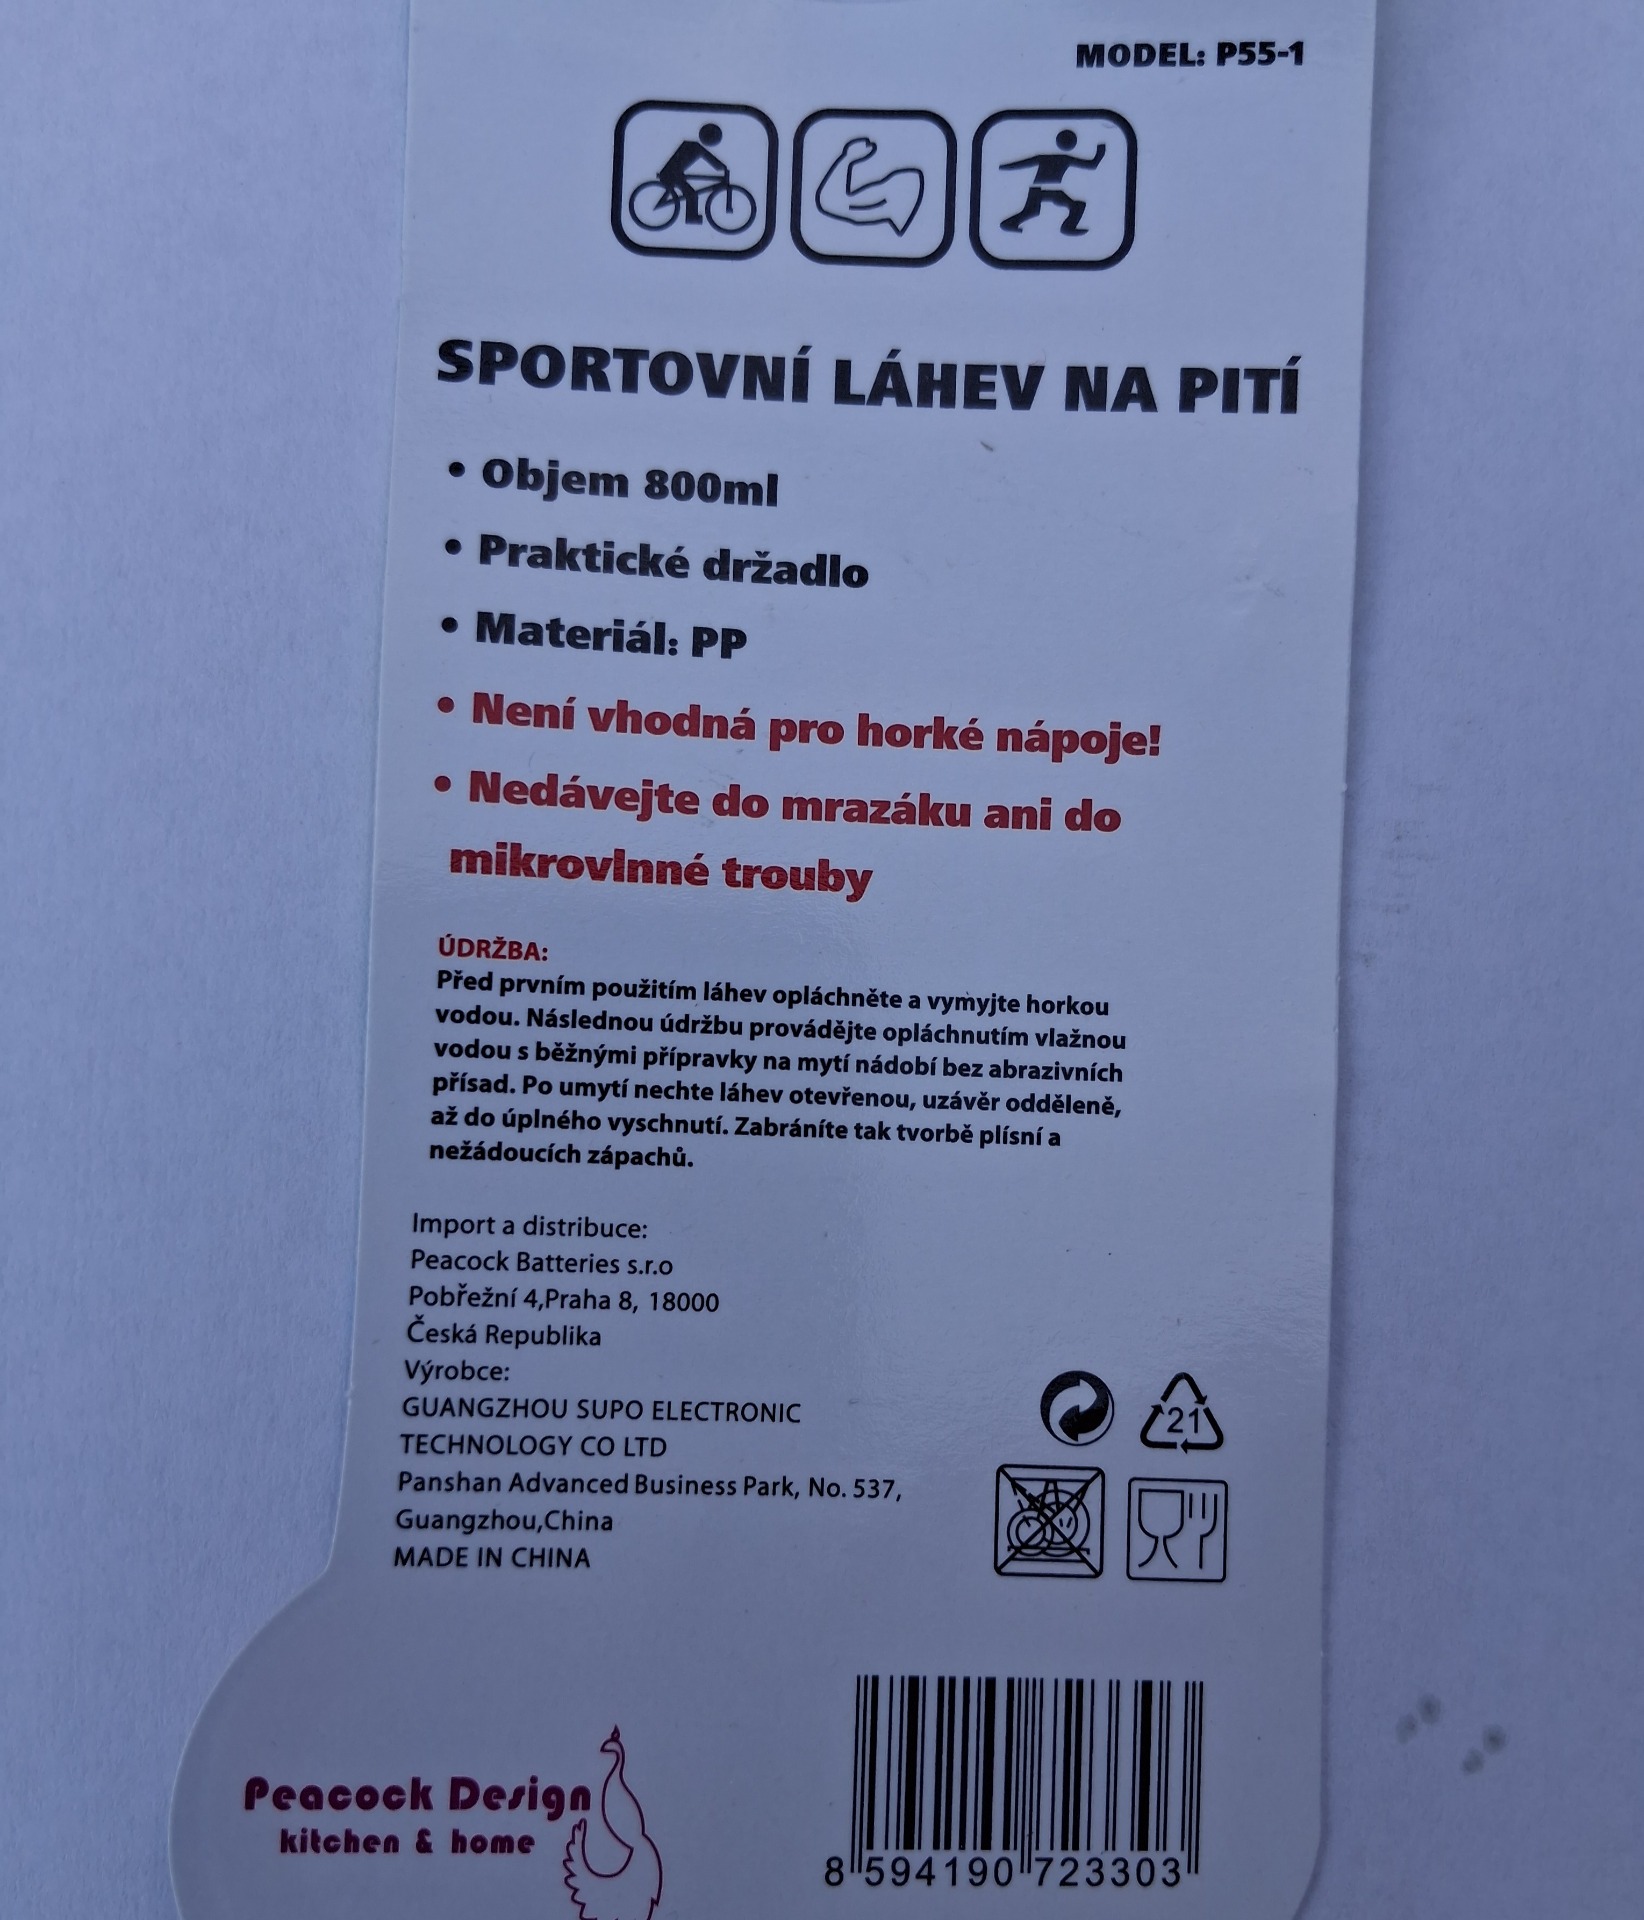 MODEL: P55-1
SPORTOVNÍ LÁHEV NA PITÍ
• Objem 800ml
• Praktické držadlo
• Materiál: PP
• Není vhodná pro horké nápoje!
• Nedávejte do mrazáku ani do
mikrovlnné trouby
ÚDRŽBA:
Před prvním použitím láhev opláchněte a vymyjte horkou
vodou. Následnou údržbu provádějte opláchnutím vlažnou
vodou s běžnými přípravky na mytí nádobí bez abrazivních
přísad. Po umytí nechte láhev otevřenou, uzávěr odděleně,
až do úplného vyschnutí. Zabráníte tak tvorbě plísní a
nežádoucích zápachů.
Import a distribuce:
Peacock Batteries s.r.o
Pobřežní 4,Praha 8, 18000
Česká Republika
Výrobce:
GUANGZHOU SUPO ELECTRONIC
TECHNOLOGY CO LTD
Panshan Advanced Business Park, No. 537,
Guangzhou,China
MADE IN CHINA
21
Peacock Design
kitchen & home
8 594190 723303